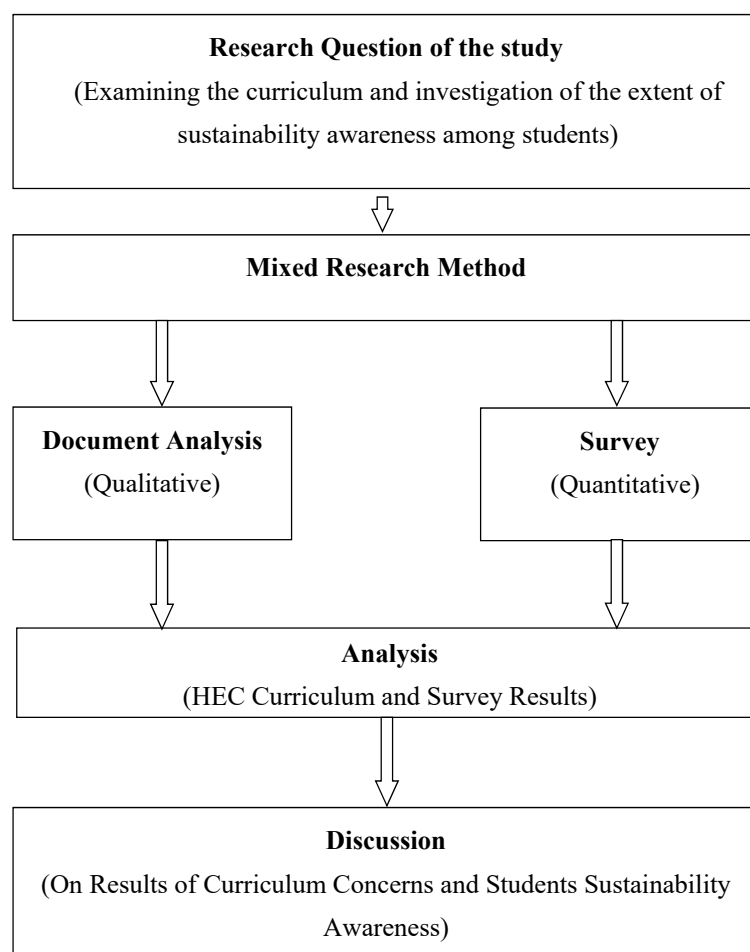 Research Question of the study
(Examining the curriculum and investigation of the extent of
sustainability awareness among students)
Mixed Research Method
Document Analysis
(Qualitative)
Survey
(Quantitative)
Analysis
(HEC Curriculum and Survey Results)
Discussion
(On Results of Curriculum Concerns and Students Sustainability
Awareness)